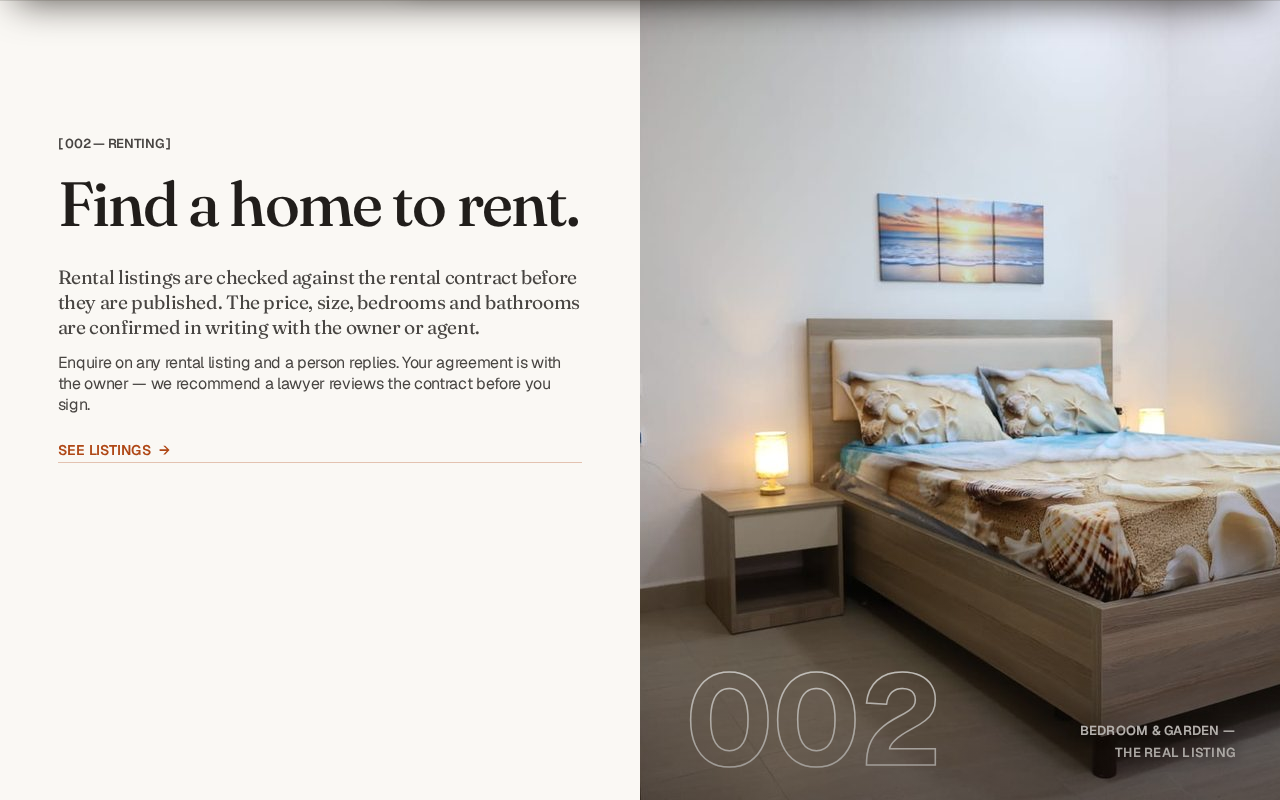 [002 — RENTING]
Find a home to rent.
Rental listings are checked against the rental contract before
they are published. The price, size, bedrooms and bathrooms
are confirmed in writing with the owner or agent.
Enquire on any rental listing and a person replies. Your agreement is with
the owner — we recommend a lawyer reviews the contract before you
sign.
SEE LISTINGS →
002
BEDROOM & GARDEN —
THE REAL LISTING